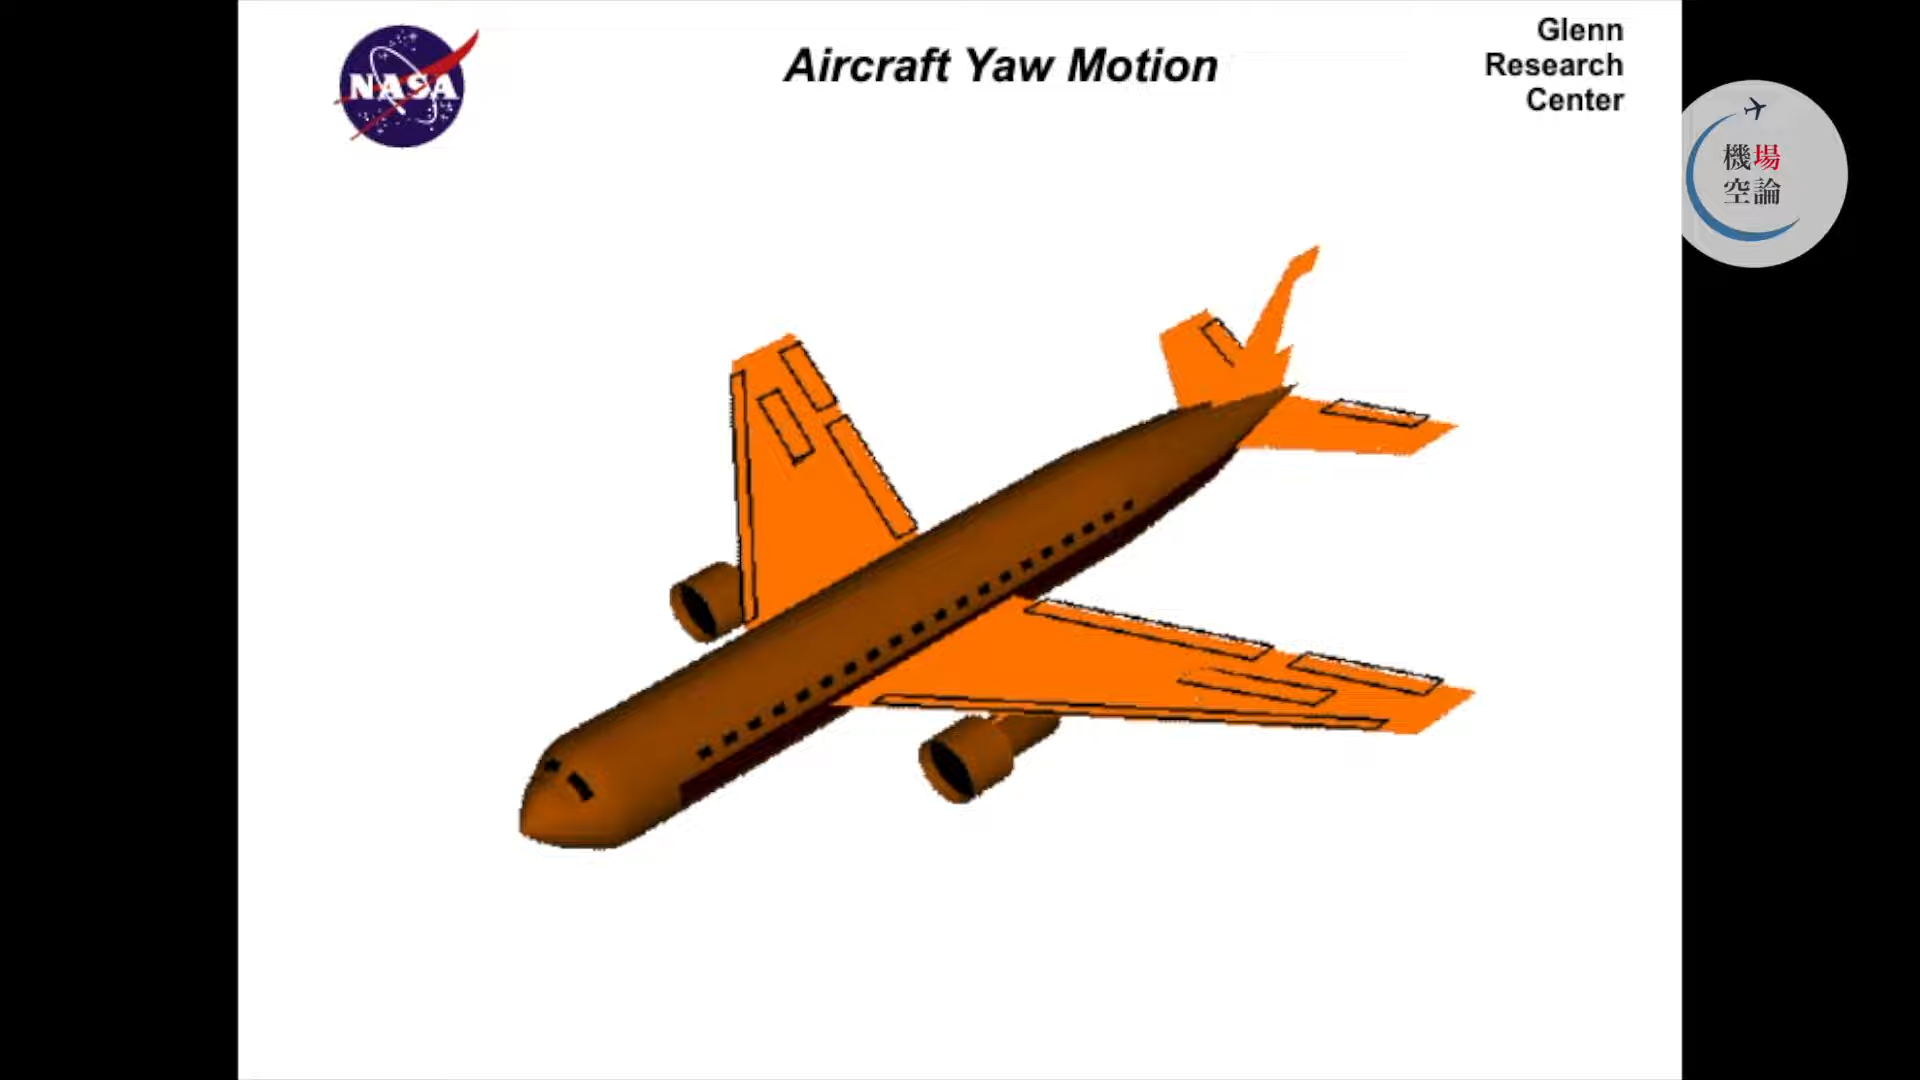 NASA
Aircraft Yaw Motion
Glenn
Research
Center
機場
空論